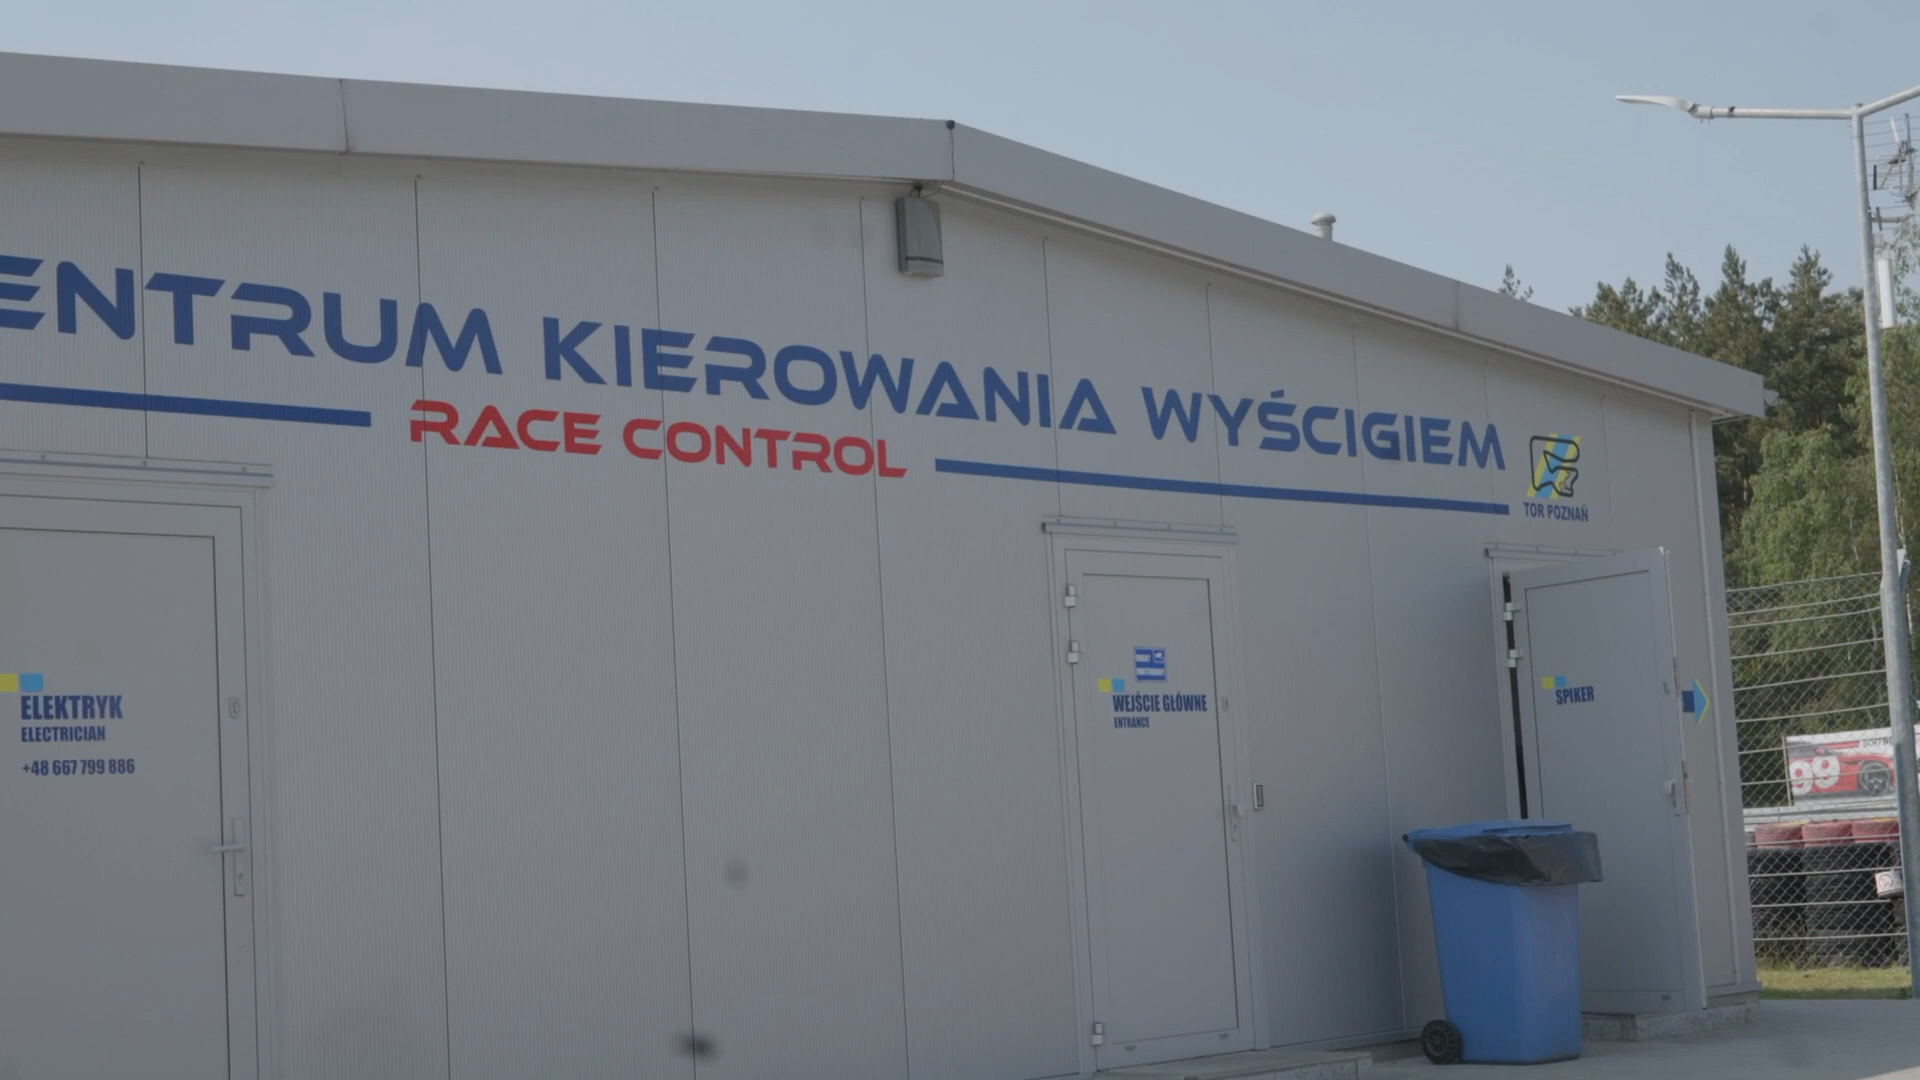 ENTRUM KIEROWANIA WYŚCIGIEM
RACE CONTROL
TOR POZNAŃ
ELEKTRYK
ELECTRICIAN
+48 667 799 886
WEJŚCIE GŁÓWNE
ENTRANCE
SPIKER
99